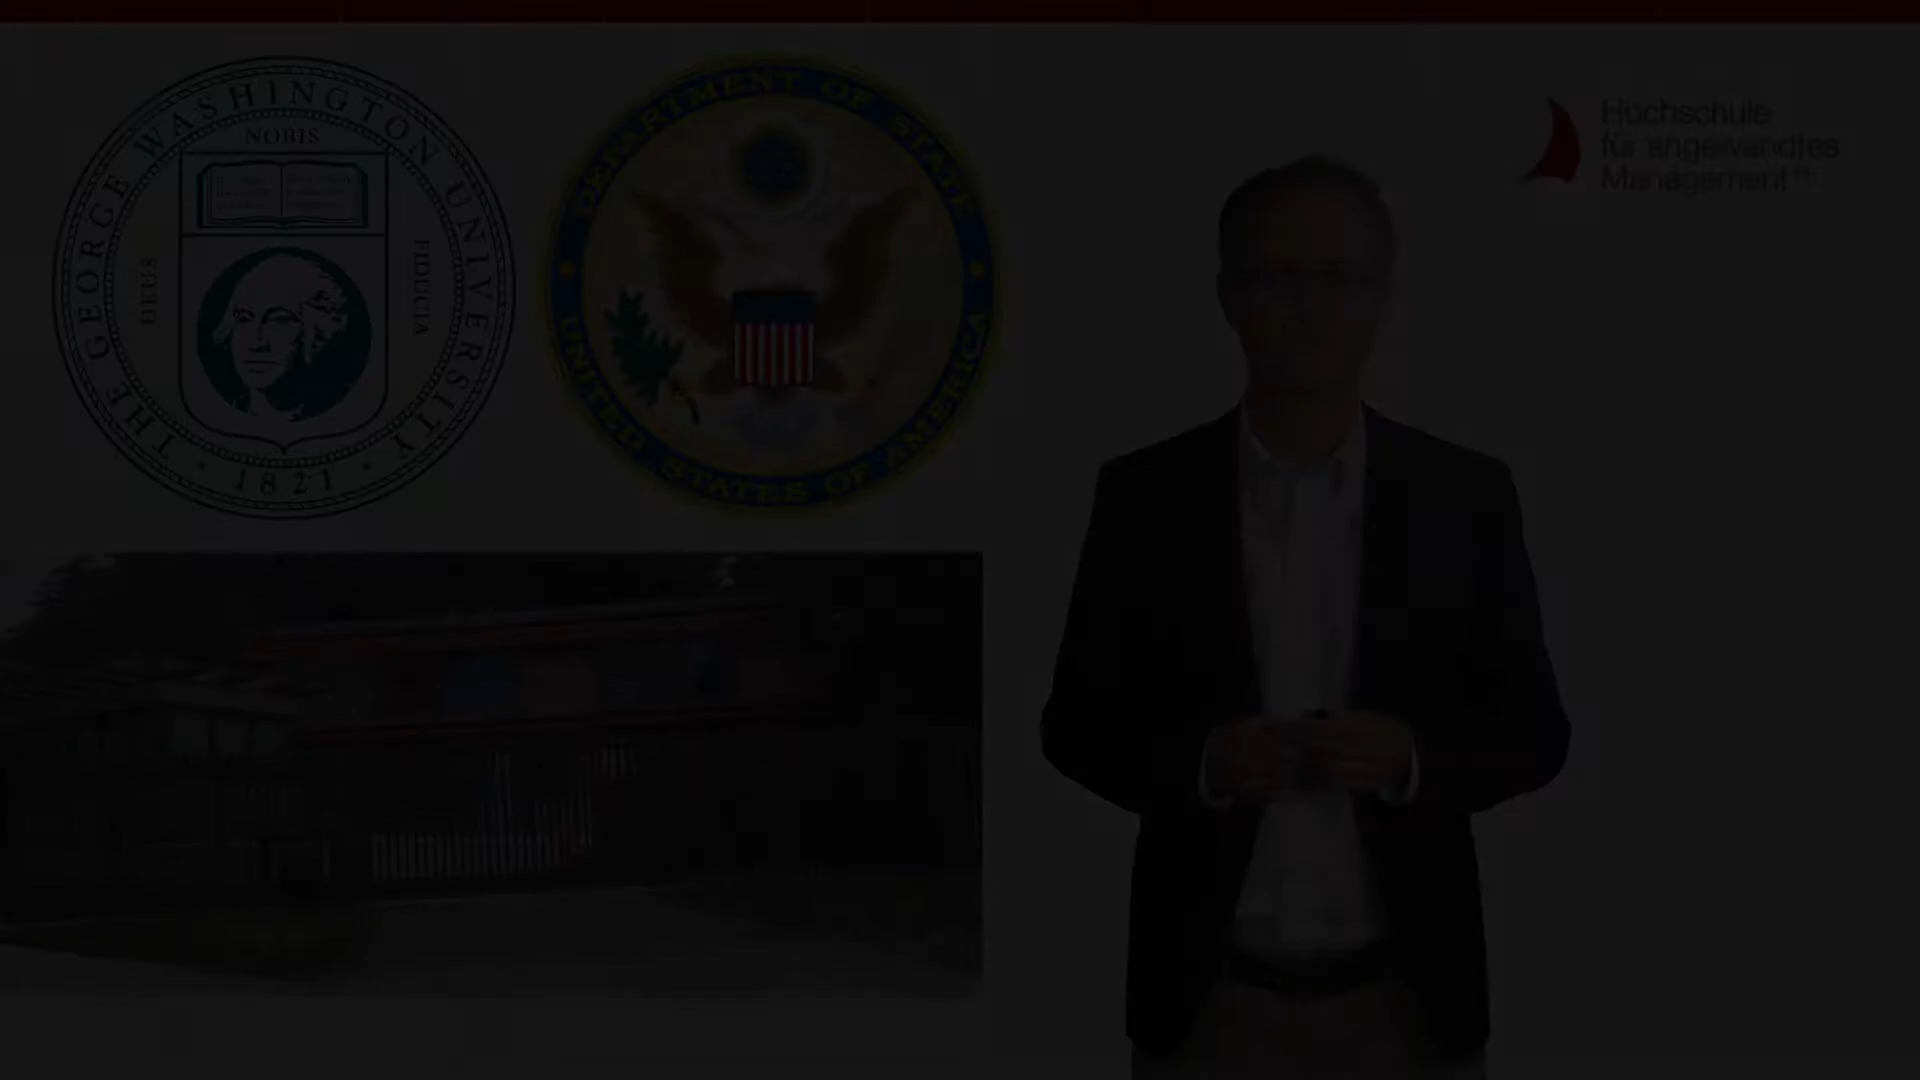 THE GEORGE WASHINGTON UNIVERSITY
NOBIS
DEUS
FIDUCIA
· 1821 ·
DEPARTMENT OF STATE
UNITED STATES OF AMERICA
Hochschule
für angewandtes
Management